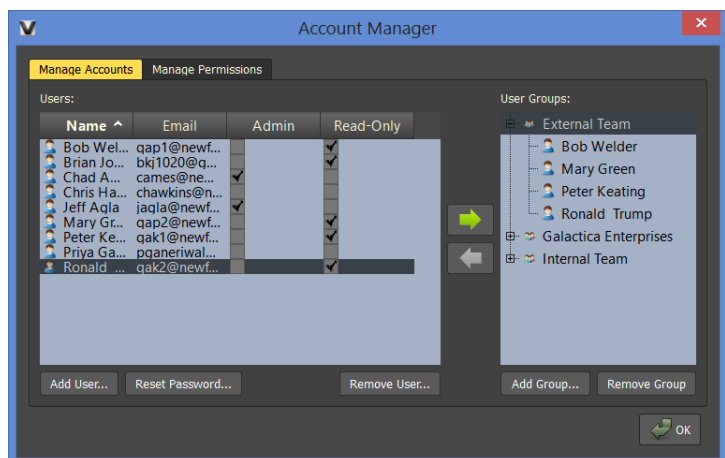 Account Manager
Manage Accounts Manage Permissions
Users:
User Groups:
Name Email Admin Read-Only
Bob Wel... qap1@newf...
Brian Jo... bkj1020@g...
Chad A... cames@ne...
Chris Ha... chawkins@n...
Jeff Agla jagla@newf...
Mary Gr... qap2@newf...
Peter Ke... qak1@newf...
Priya Ga... pganeriwal...
Ronald ... qak2@newf...
External Team
Bob Welder
Mary Green
Peter Keating
Ronald Trump
Galactica Enterprises
Internal Team
Add User... Reset Password... Remove User... Add Group... Remove Group
OK